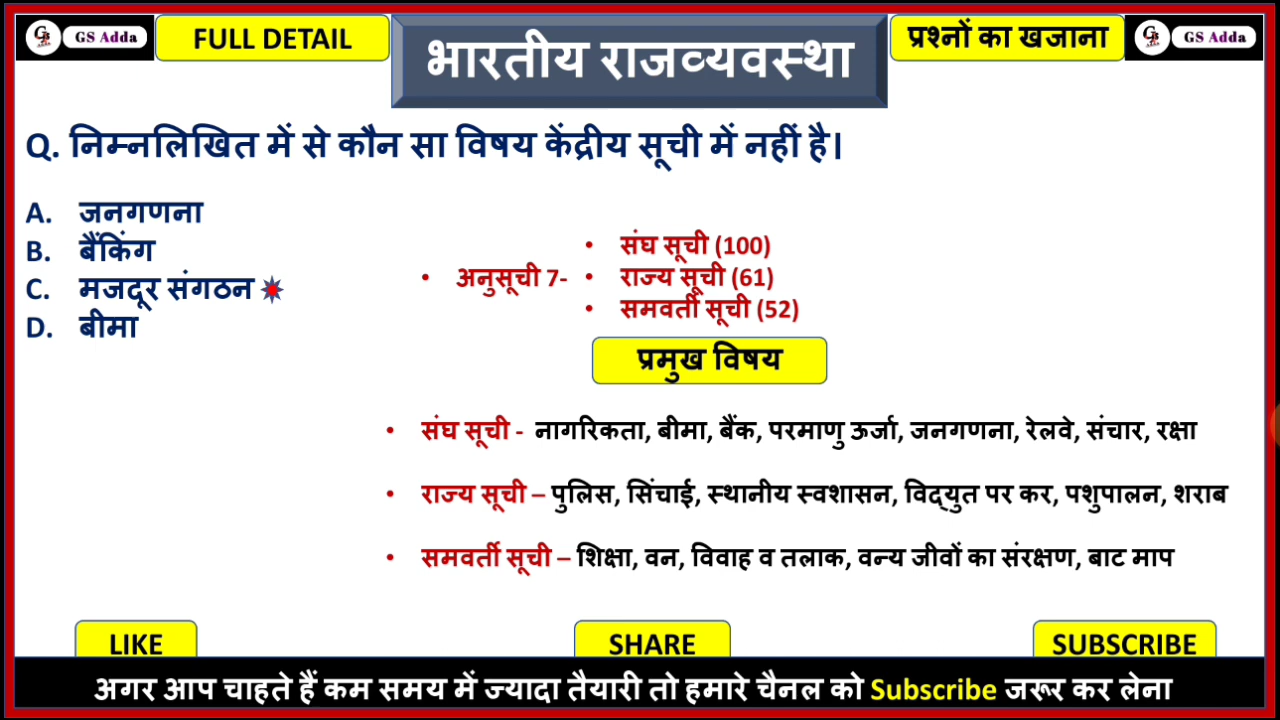 GS Adda
FULL DETAIL
भारतीय राजव्यवस्था
प्रश्नों का खजाना
GS Adda
Q. निम्नलिखित में से कौन सा विषय केंद्रीय सूची में नहीं है।
A. जनगणना
B. बैंकिंग
C. मजदूर संगठन
D. बीमा
• अनुसूची 7-
• संघ सूची (100)
• राज्य सूची (61)
• समवर्ती सूची (52)
प्रमुख विषय
• संघ सूची - नागरिकता, बीमा, बैंक, परमाणु ऊर्जा, जनगणना, रेलवे, संचार, रक्षा
• राज्य सूची – पुलिस, सिंचाई, स्थानीय स्वशासन, विद्युत पर कर, पशुपालन, शराब
• समवर्ती सूची – शिक्षा, वन, विवाह व तलाक, वन्य जीवों का संरक्षण, बाट माप
LIKE
SHARE
SUBSCRIBE
अगर आप चाहते हैं कम समय में ज्यादा तैयारी तो हमारे चैनल को Subscribe जरूर कर लेना